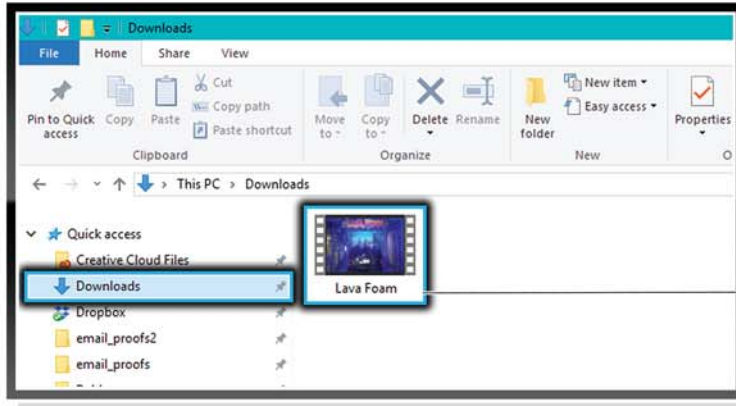 Downloads
File Home Share View
Pin to Quick access
Copy
Paste
Cut
Copy path
Paste shortcut
Move to
Copy to
Delete
Rename
New folder
New item
Easy access
Properties
Clipboard
Organize
New
O
> This PC > Downloads
Quick access
Creative Cloud Files
Downloads
Dropbox
email_proofs2
email_proofs
Lava Foam